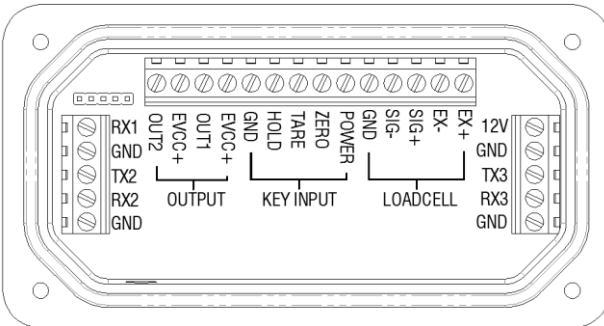 OUT2 EVCC+ OUT1 EVCC+ GND HOLD TARE ZERO POWER GND SIG- SIG+ EX- EX+
OUTPUT KEY INPUT LOADCELL
RX1
GND
TX2
RX2
GND
12V
GND
TX3
RX3
GND